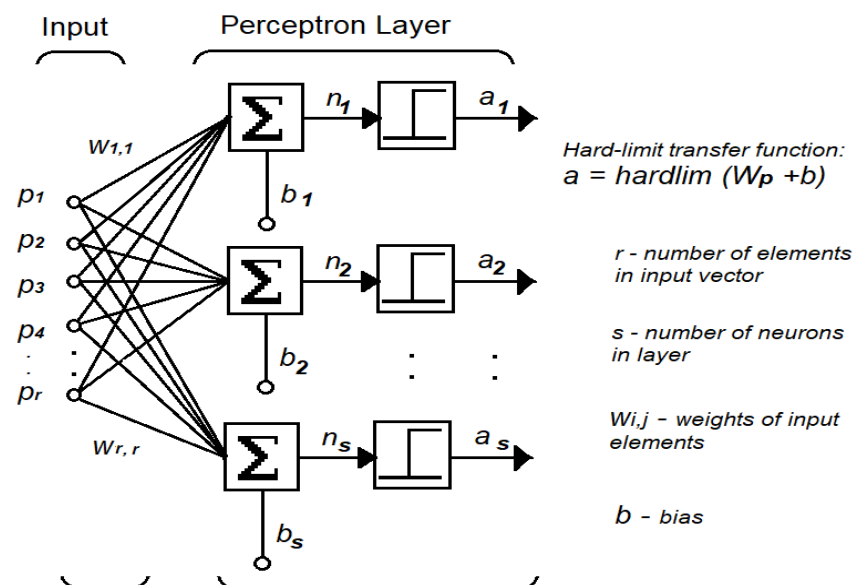 Input
Perceptron Layer
W1,1
p1
p2
p3
p4
:
:
pr
Wr, r
Σ
n1
a1
b1
Σ
n2
a2
b2
:
:
Σ
ns
as
bs
Hard-limit transfer function:
a = hardlim (Wp +b)
r - number of elements
in input vector
s - number of neurons
in layer
Wi,j - weights of input
elements
b - bias